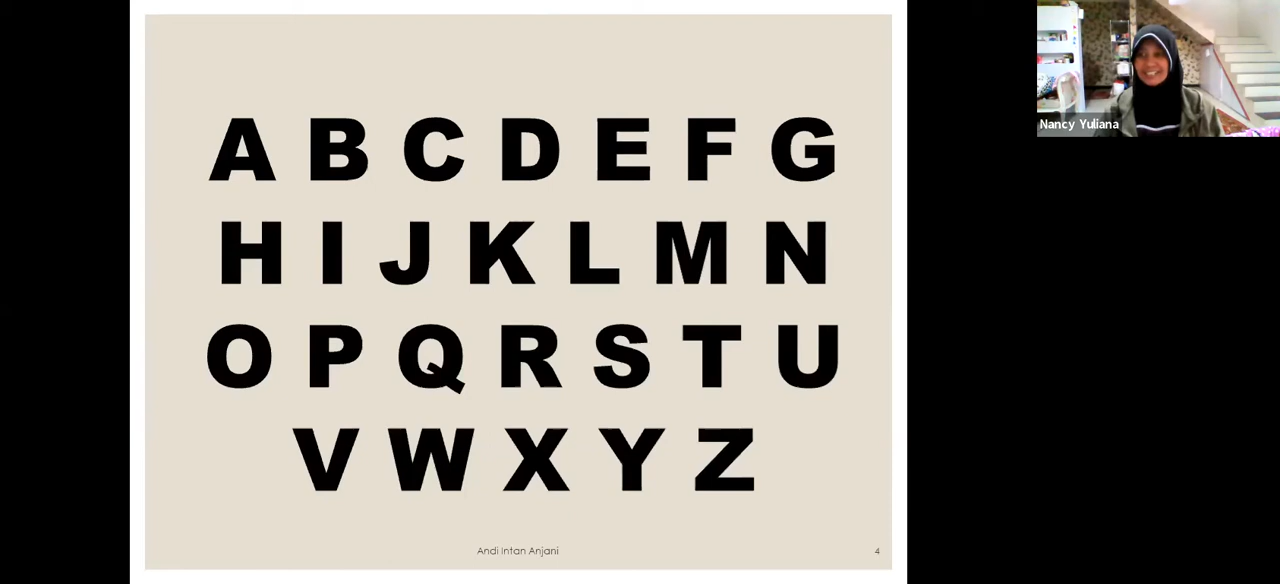 A B C D E F G
H I J K L M N
O P Q R S T U
V W X Y Z
Andi Intan Anjani
4
Nancy Yuliana